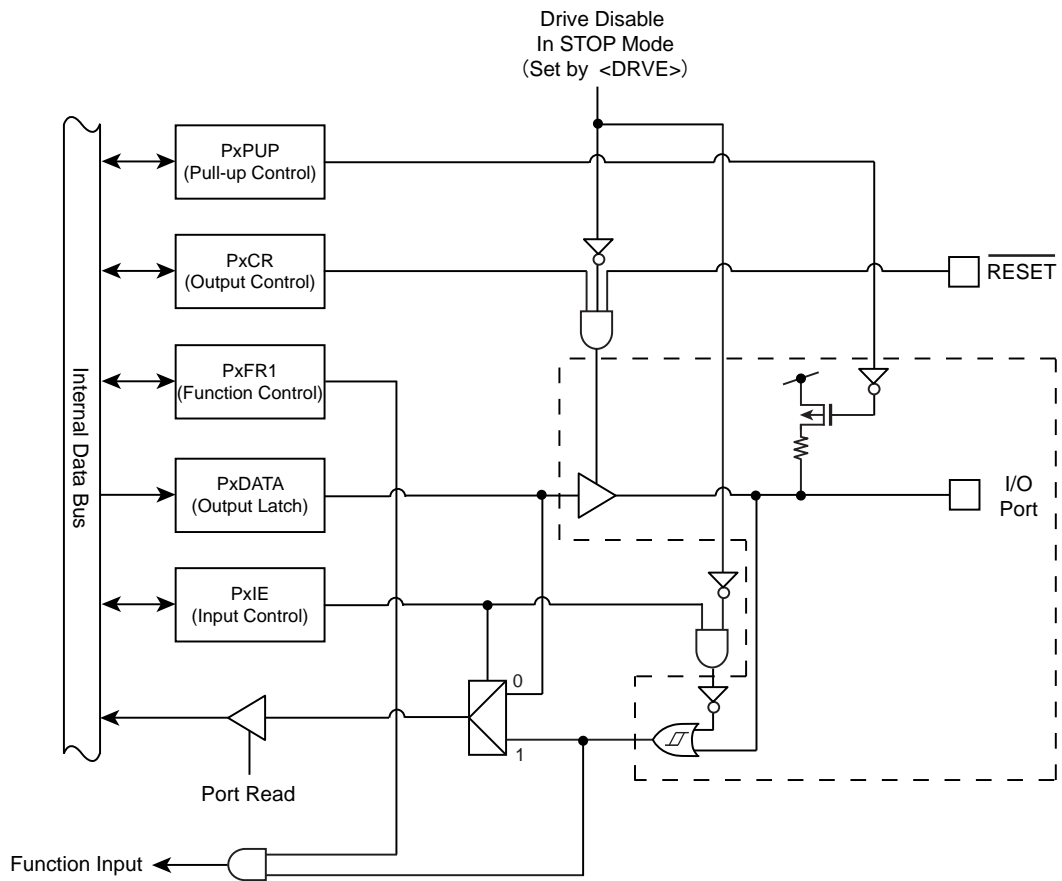 Drive Disable
In STOP Mode
（Set by <DRVE>）
PxPUP
(Pull-up Control)
PxCR
(Output Control)
RESET
PxFR1
(Function Control)
Internal Data Bus
PxDATA
(Output Latch)
I/O
Port
PxIE
(Input Control)
0
1
Port Read
Function Input